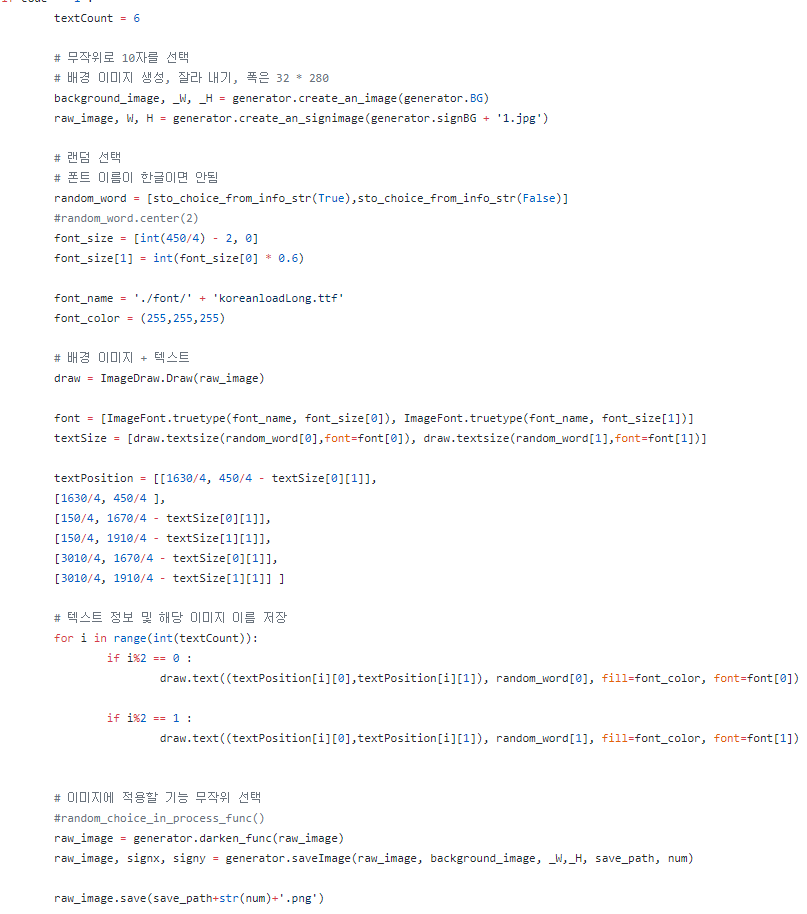 textCount = 6
# 무작위로 10자를 선택
# 배경 이미지 생성, 잘라 내기, 폭은 32 * 280
background_image, _W, _H = generator.create_an_image(generator.BG)
raw_image, W, H = generator.create_an_signimage(generator.signBG + '1.jpg')
# 랜덤 선택
# 폰트 이름이 한글이면 안됨
random_word = [sto_choice_from_info_str(True),sto_choice_from_info_str(False)]
#random_word.center(2)
font_size = [int(450/4) - 2, 0]
font_size[1] = int(font_size[0] * 0.6)
font_name = './font/' + 'koreanloadLong.ttf'
font_color = (255,255,255)
# 배경 이미지 + 텍스트
draw = ImageDraw.Draw(raw_image)
font = [ImageFont.truetype(font_name, font_size[0]), ImageFont.truetype(font_name, font_size[1])]
textSize = [draw.textsize(random_word[0],font=font[0]), draw.textsize(random_word[1],font=font[1])]
textPosition = [[1630/4, 450/4 - textSize[0][1]],
[1630/4, 450/4 ],
[150/4, 1670/4 - textSize[0][1]],
[150/4, 1910/4 - textSize[1][1]],
[3010/4, 1670/4 - textSize[0][1]],
[3010/4, 1910/4 - textSize[1][1]] ]
# 텍스트 정보 및 해당 이미지 이름 저장
for i in range(int(textCount)):
if i%2 == 0 :
draw.text((textPosition[i][0],textPosition[i][1]), random_word[0], fill=font_color, font=font[0])
if i%2 == 1 :
draw.text((textPosition[i][0],textPosition[i][1]), random_word[1], fill=font_color, font=font[1])
# 이미지에 적용할 기능 무작위 선택
#random_choice_in_process_func()
raw_image = generator.darken_func(raw_image)
raw_image, signx, signy = generator.saveImage(raw_image, background_image, _W,_H, save_path, num)
raw_image.save(save_path+str(num)+'.png')